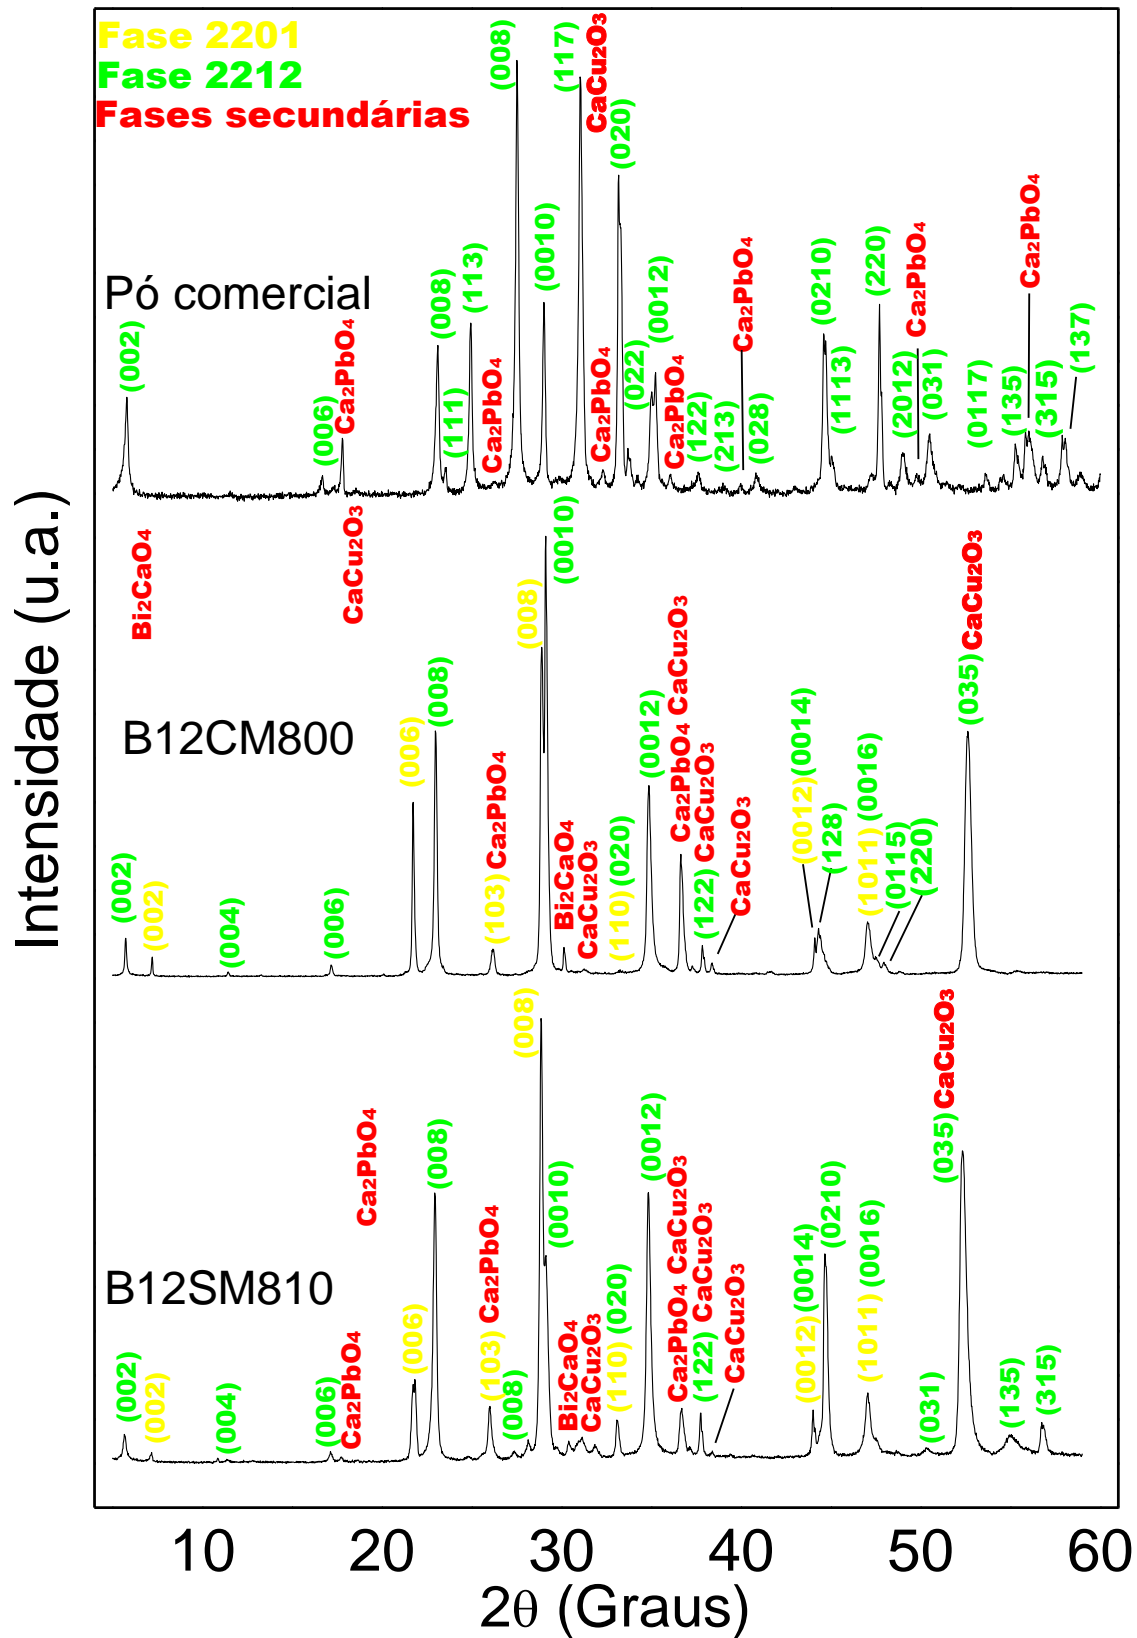 Fase 2201
Fase 2212
Fases secundárias
Pó comercial
(002)
(006)
Ca2PbO4
(008)
(111)
(113)
Ca2PbO4
(008)
(0010)
(117)
CaCu2O3
Ca2PbO4
(020)
(022)
(0012)
Ca2PbO4
(122)
(213)
Ca2PbO4
(028)
(0210)
(1113)
(220)
(2012)
Ca2PbO4
(031)
(0117)
(135)
Ca2PbO4
(315)
(137)
Bi2CaO4
CaCu2O3
B12CM800
(002)
(002)
(004)
(006)
(006)
(008)
(103) Ca2PbO4
(008)
(0010)
Bi2CaO4
CaCu2O3
(110) (020)
(0012)
Ca2PbO4 CaCu2O3
(122) CaCu2O3
CaCu2O3
(0012)(0014)
(128)
(1011) (0016)
(0115)
(220)
(035) CaCu2O3
Ca2PbO4
B12SM810
(002)
(002)
(004)
(006)
Ca2PbO4
(006)
(008)
(103) Ca2PbO4
(008)
(008)
(0010)
Bi2CaO4
CaCu2O3
(110) (020)
(0012)
Ca2PbO4 CaCu2O3
(122) CaCu2O3
CaCu2O3
(0012) (0014)
(0210)
(1011) (0016)
(031)
(035) CaCu2O3
(135)
(315)
Intensidade (u.a.)
10 20 30 40 50 60
2θ (Graus)